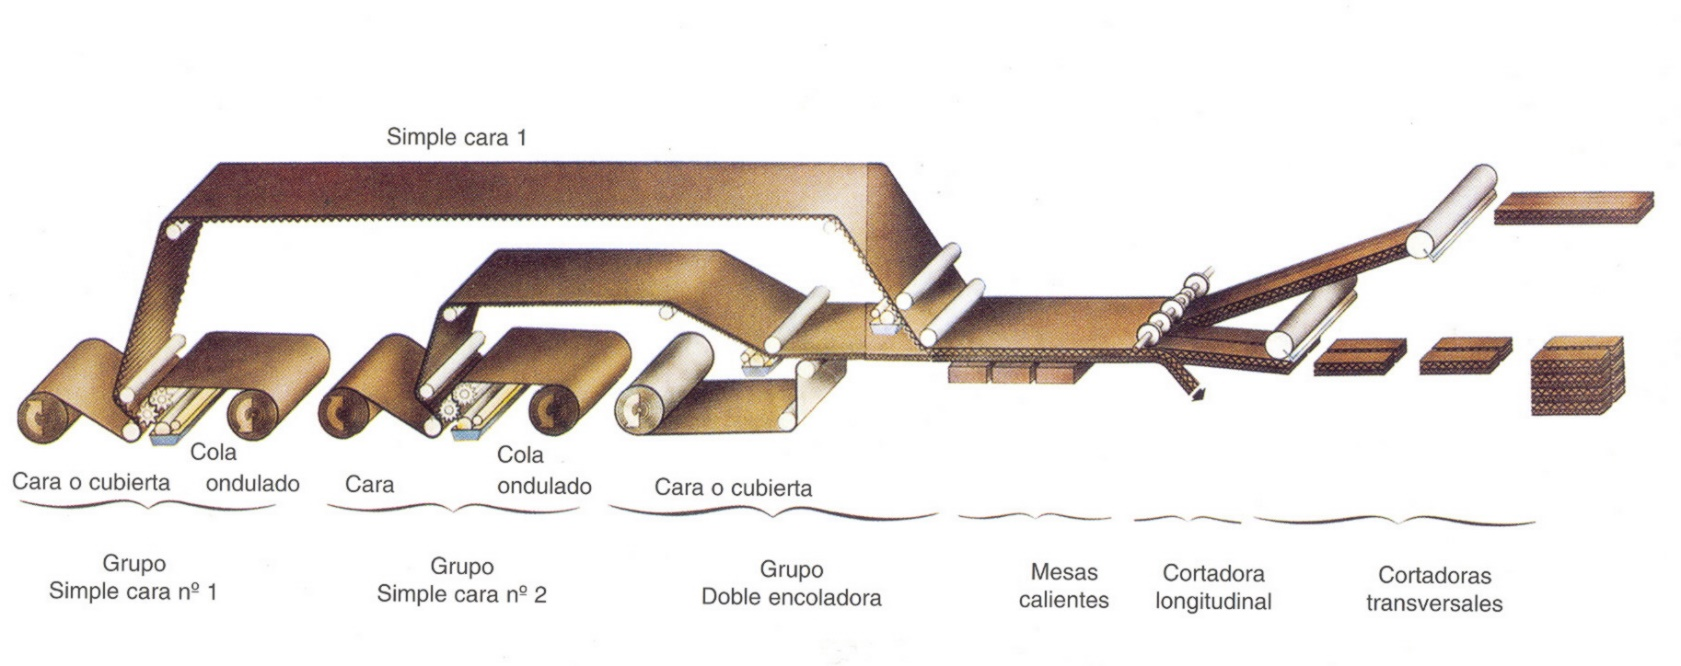 Simple cara 1
Cola
Cara o cubierta
ondulado
Cola
Cara
ondulado
Cara o cubierta
Grupo
Simple cara nº 1
Grupo
Simple cara nº 2
Grupo
Doble encoladora
Mesas
calientes
Cortadora
longitudinal
Cortadoras
transversales